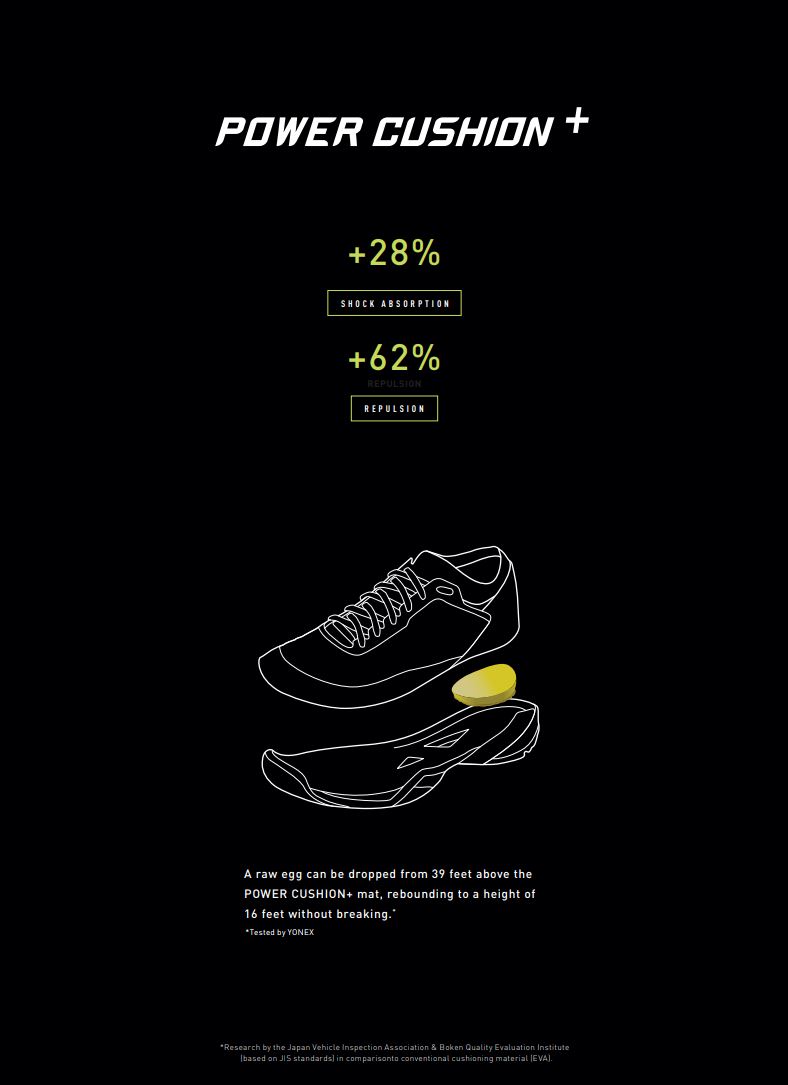 POWER CUSHION +
+28%
SHOCK ABSORPTION
+62%
REPULSION
REPULSION
A raw egg can be dropped from 39 feet above the
POWER CUSHION+ mat, rebounding to a height of
16 feet without breaking.*
*Tested by YONEX
*Research by the Japan Vehicle Inspection Association & Boken Quality Evaluation Institute
(based on JIS standards) in comparisonto conventional cushioning material (EVA).